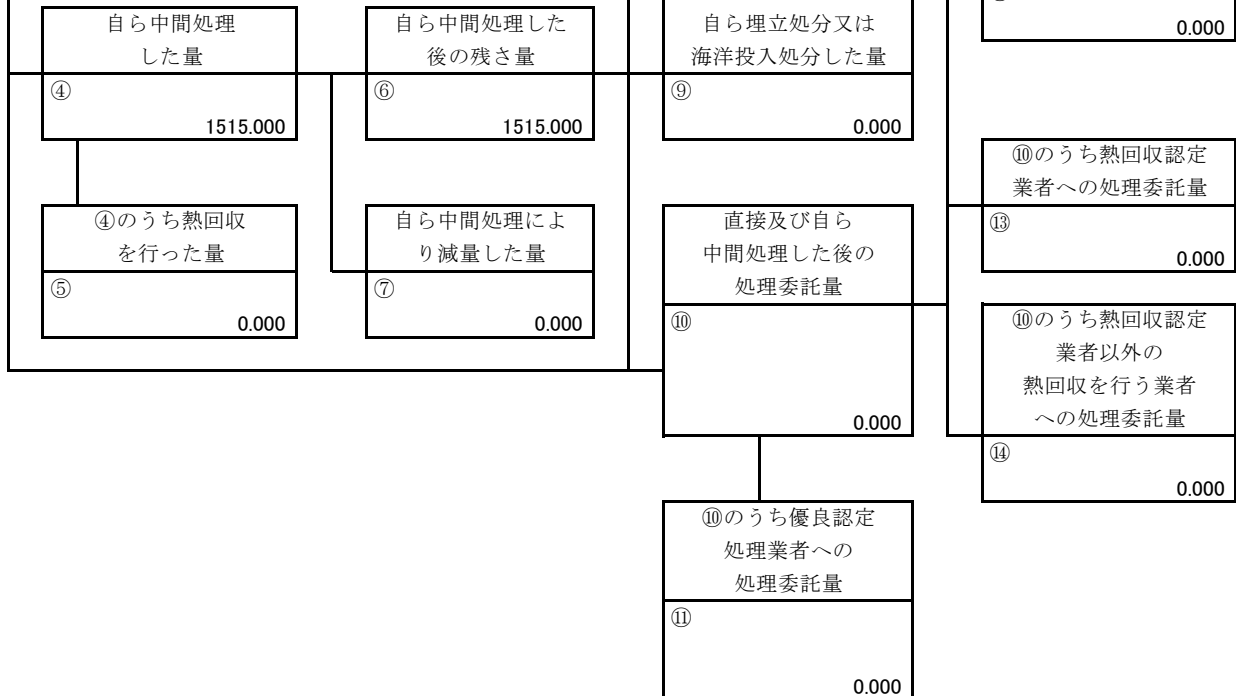 自ら中間処理
した量
④
1515.000
自ら中間処理した
後の残さ量
⑥
1515.000
自ら埋立処分又は
海洋投入処分した量
⑨
0.000
0.000
④のうち熱回収
を行った量
⑤
0.000
自ら中間処理によ
り減量した量
⑦
0.000
直接及び自ら
中間処理した後の
処理委託量
⑩
0.000
⑩のうち熱回収認定
業者への処理委託量
⑬
0.000
⑩のうち熱回収認定
業者以外の
熱回収を行う業者
への処理委託量
⑭
0.000
⑩のうち優良認定
処理業者への
処理委託量
⑪
0.000